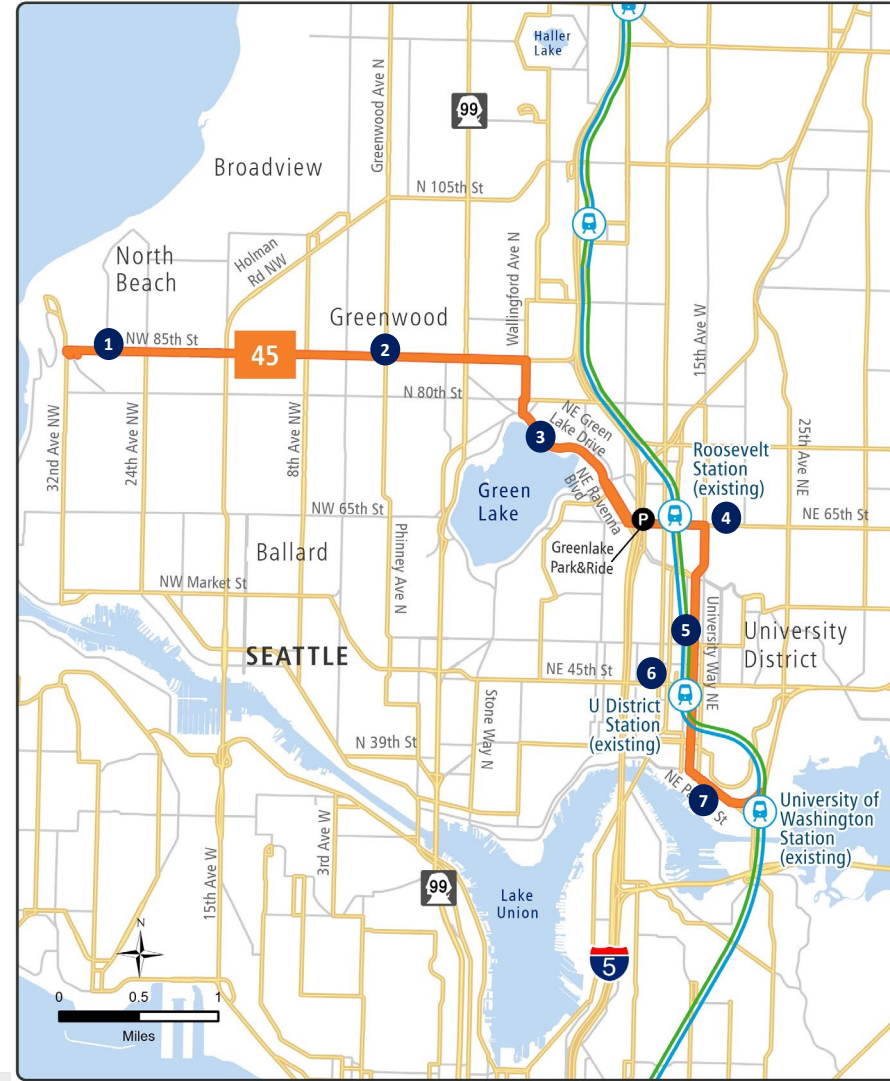 Haller
Lake
Greenwood Ave N
99
Broadview
N 105th St
North
Beach
Holman
Rd NW
Wallingford Ave N
Greenwood
15th Ave W
1
NW 85th St
45
2
N 80th St
NE Green
Lake Drive
3
32nd Ave NW
24th Ave NW
8th Ave NW
25th Ave NE
Roosevelt
Station
(existing)
Green
Lake
NE Ravenna
Blvd
NW 65th St
P
4
NE 65th St
Greenlake
Park&Ride
Ballard
Phinney Ave N
NW Market St
University Way NE
5
University
District
SEATTLE
NE 45th St
6
U District
Station
(existing)
Stone Way N
N 39th St
7
University of
Washington
Station
(existing)
15th Ave W
3rd Ave W
99
Lake
Union
5
N
0 0.5 1
Miles